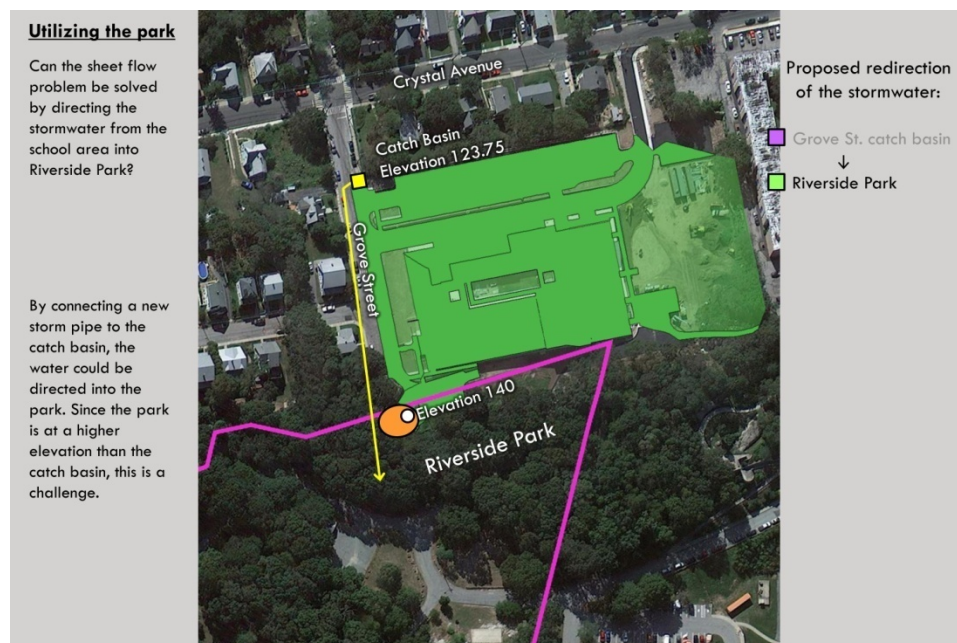 Utilizing the park
Can the sheet flow
problem be solved
by directing the
stormwater from the
school area into
Riverside Park?
By connecting a new
storm pipe to the
catch basin, the
water could be
directed into the
park. Since the park
is at a higher
elevation than the
catch basin, this is a
challenge.
Crystal Avenue
Catch Basin
Elevation 123.75
Grove Street
Elevation 140
Riverside Park
Proposed redirection
of the stormwater:
Grove St. catch basin
↓
Riverside Park